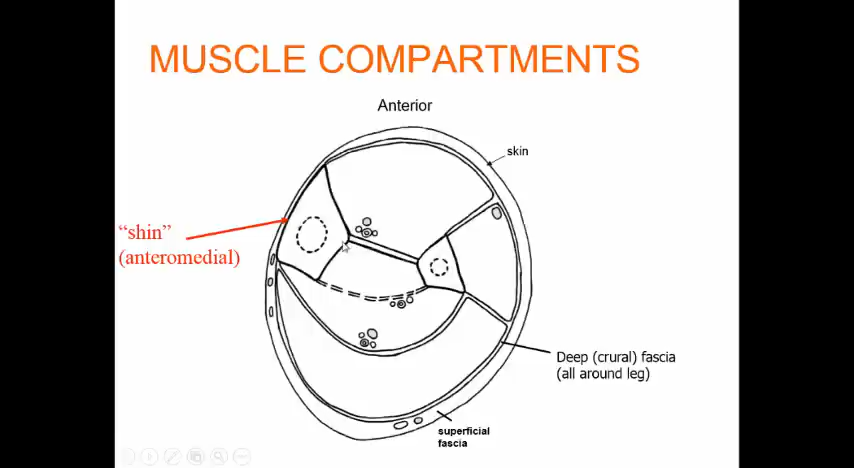 MUSCLE COMPARTMENTS
Anterior
skin
“shin”
(anteromedial)
Deep (crural) fascia
(all around leg)
superficial
fascia